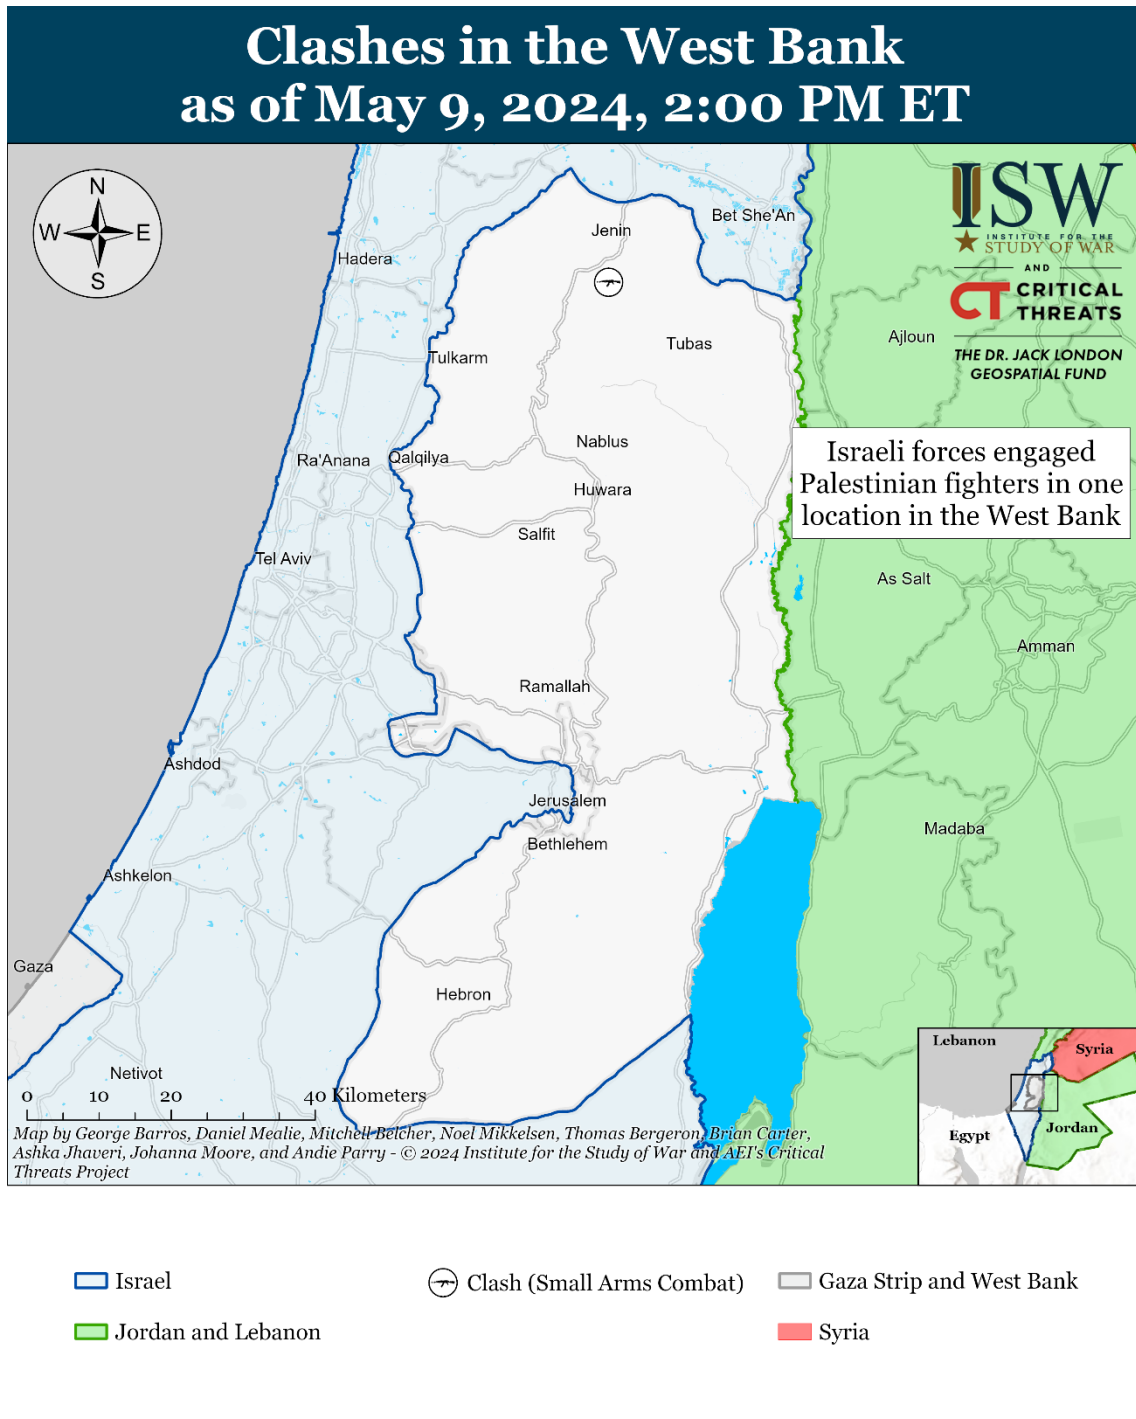 Clashes in the West Bank
as of May 9, 2024, 2:00 PM ET
N
W
E
S
ISW
INSTITUTE FOR THE
STUDY OF WAR
AND
CT CRITICAL
THREATS
THE DR. JACK LONDON
GEOSPATIAL FUND
Bet She'An
Jenin
Hadera
Ajloun
Tubas
Tulkarm
Israeli forces engaged
Palestinian fighters in one
location in the West Bank
Nablus
Ra'Anana
Qalqilya
Huwara
Salfit
Tel Aviv
As Salt
Amman
Ramallah
Ashdod
Jerusalem
Madaba
Bethlehem
Ashkelon
Gaza
Hebron
Netivot
0 10 20 40 Kilometers
Lebanon
Syria
Egypt
Jordan
Map by George Barros, Daniel Mealie, Mitchell Belcher, Noel Mikkelsen, Thomas Bergeron, Brian Carter,
Ashka Jhaveri, Johanna Moore, and Andie Parry - © 2024 Institute for the Study of War and AEI's Critical
Threats Project
Israel
Clash (Small Arms Combat)
Gaza Strip and West Bank
Jordan and Lebanon
Syria